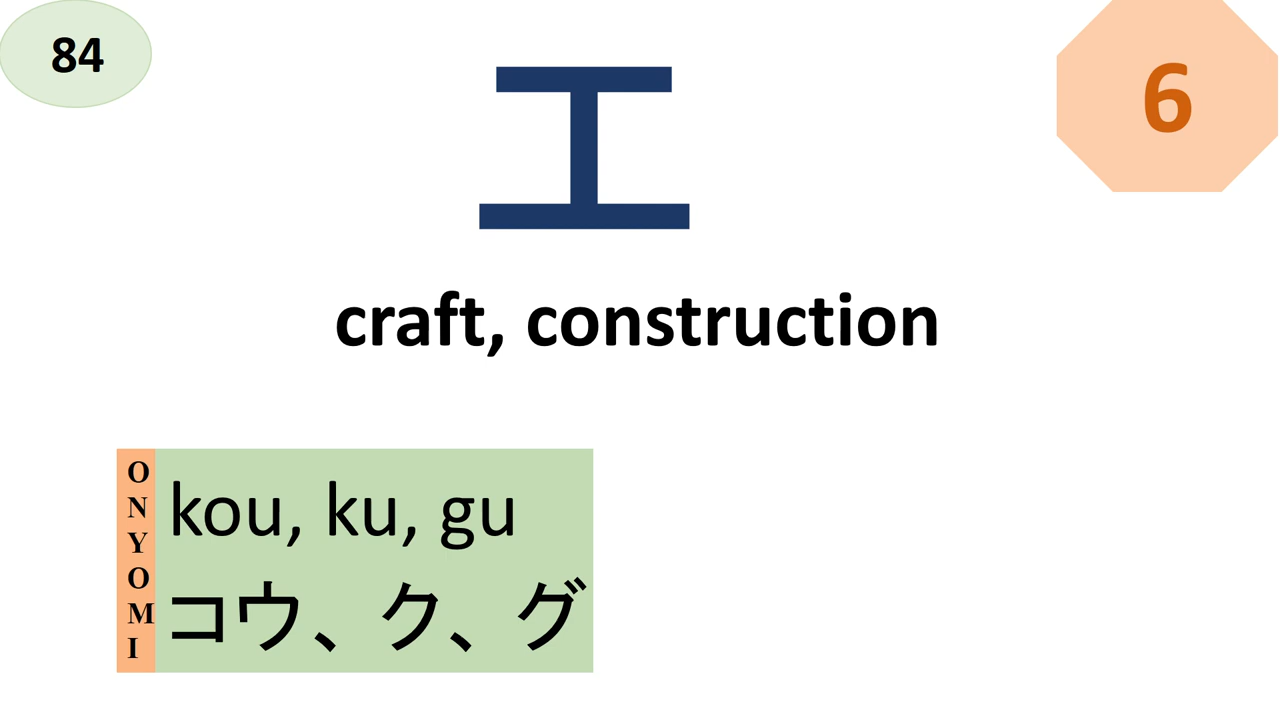 84
工
6
craft, construction
ONYOMI
kou, ku, gu
コウ、ク、グ